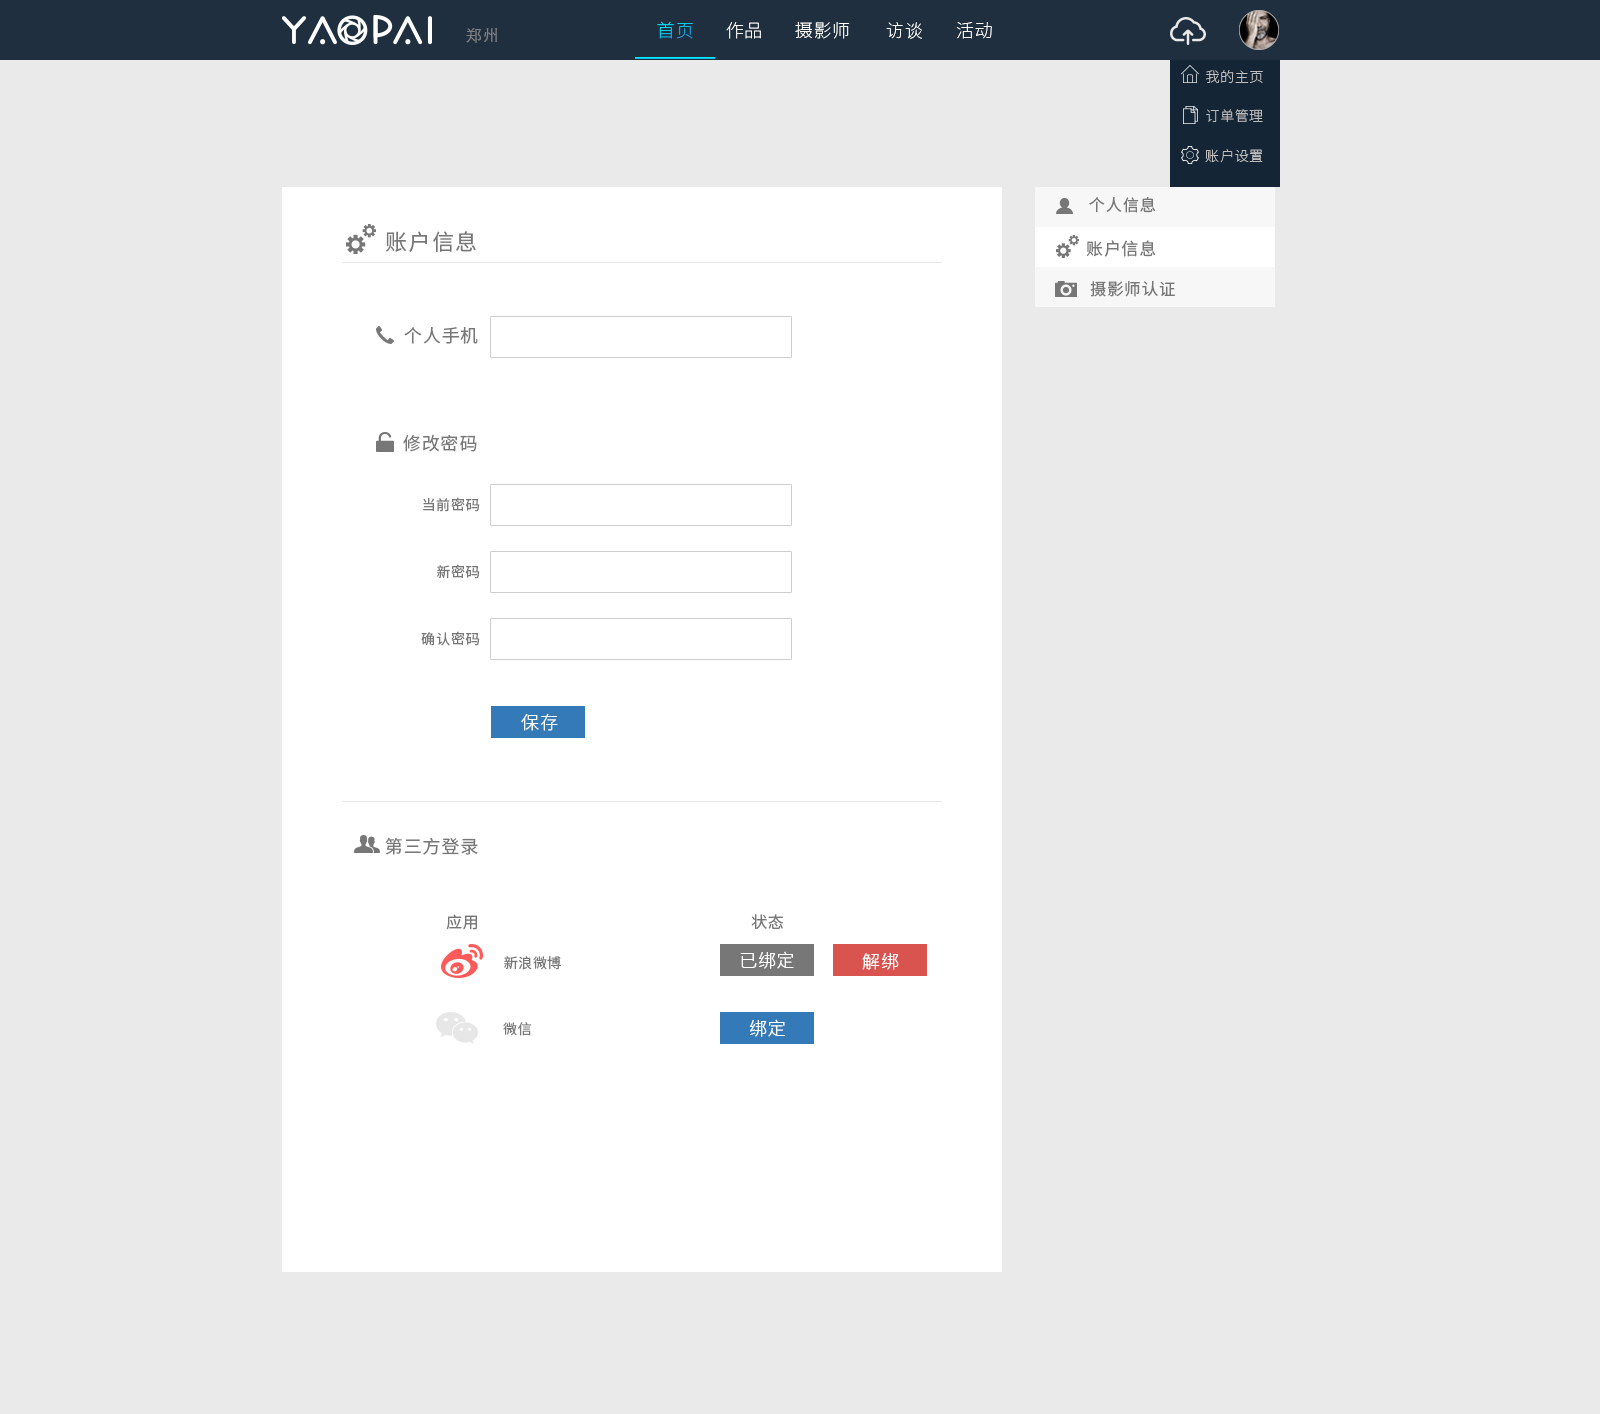 YAOPAI 郑州 首页 作品 摄影师 访谈 活动
我的主页
订单管理
账户设置
个人信息
账户信息
摄影师认证
账户信息
个人手机
修改密码
当前密码
新密码
确认密码
保存
第三方登录
应用 状态
新浪微博 已绑定 解绑
微信 绑定